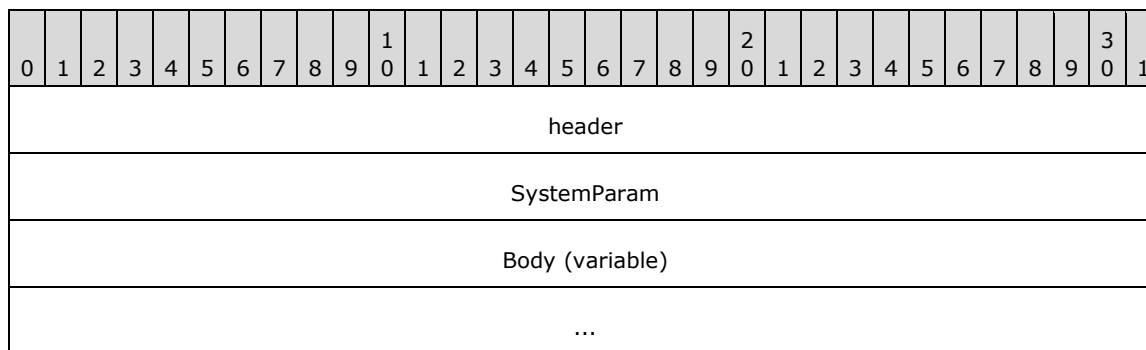 1 2 3
0 1 2 3 4 5 6 7 8 9 0 1 2 3 4 5 6 7 8 9 0 1 2 3 4 5 6 7 8 9 0 1
header
SystemParam
Body (variable)
...